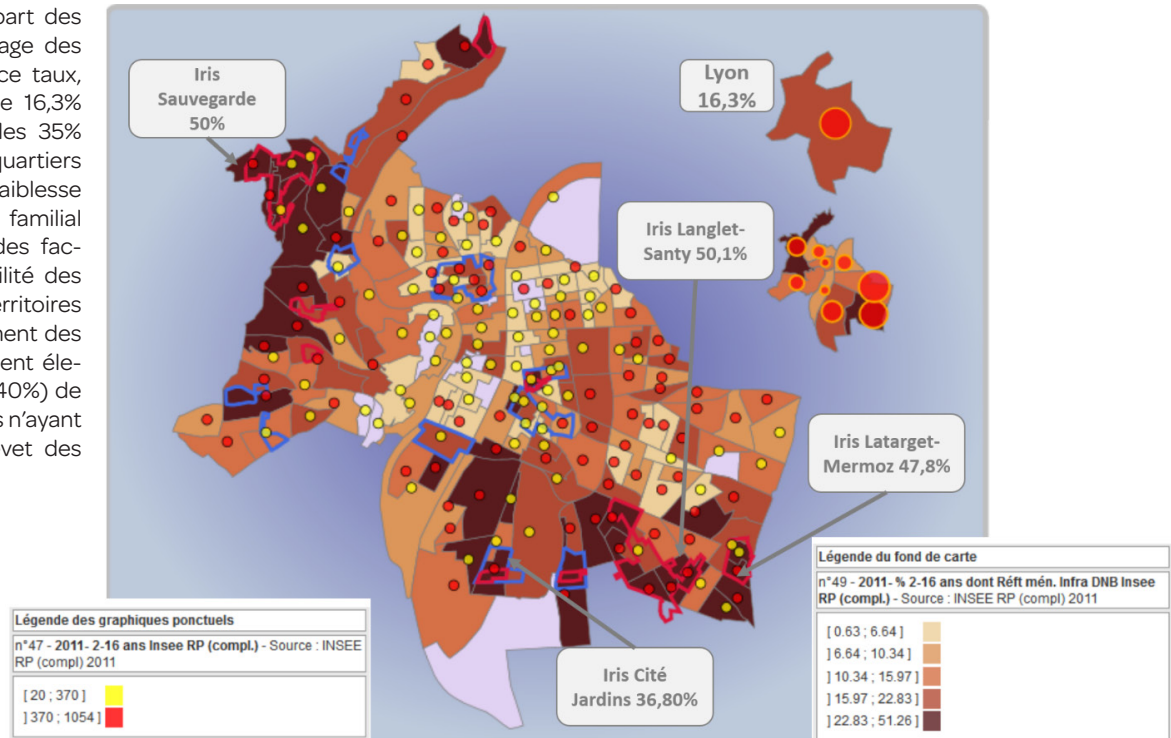 part des
age des
ce taux,
e 16,3%
les 35%
quartiers
aiblesse
familial
des fac-
bilité des
erritoires
ment des
ent éle-
40%) de
s n'ayant
evet des
Iris
Sauvegarde
50%
Lyon
16,3%
Iris Langlet-
Santy 50,1%
Iris Latarget-
Mermoz 47,8%
Iris Cité
Jardins 36,80%
Légende des graphiques ponctuels
n°47 - 2011- 2-16 ans Insee RP (compl.) - Source : INSEE
RP (compl) 2011
[ 20 ; 370 ]
] 370 ; 1054 ]
Légende du fond de carte
n°49 - 2011- % 2-16 ans dont Réft mén. Infra DNB Insee
RP (compl.) - Source : INSEE RP (compl) 2011
[ 0.63 ; 6.64 ]
] 6.64 ; 10.34 ]
] 10.34 ; 15.97 ]
] 15.97 ; 22.83 ]
] 22.83 ; 51.26 ]